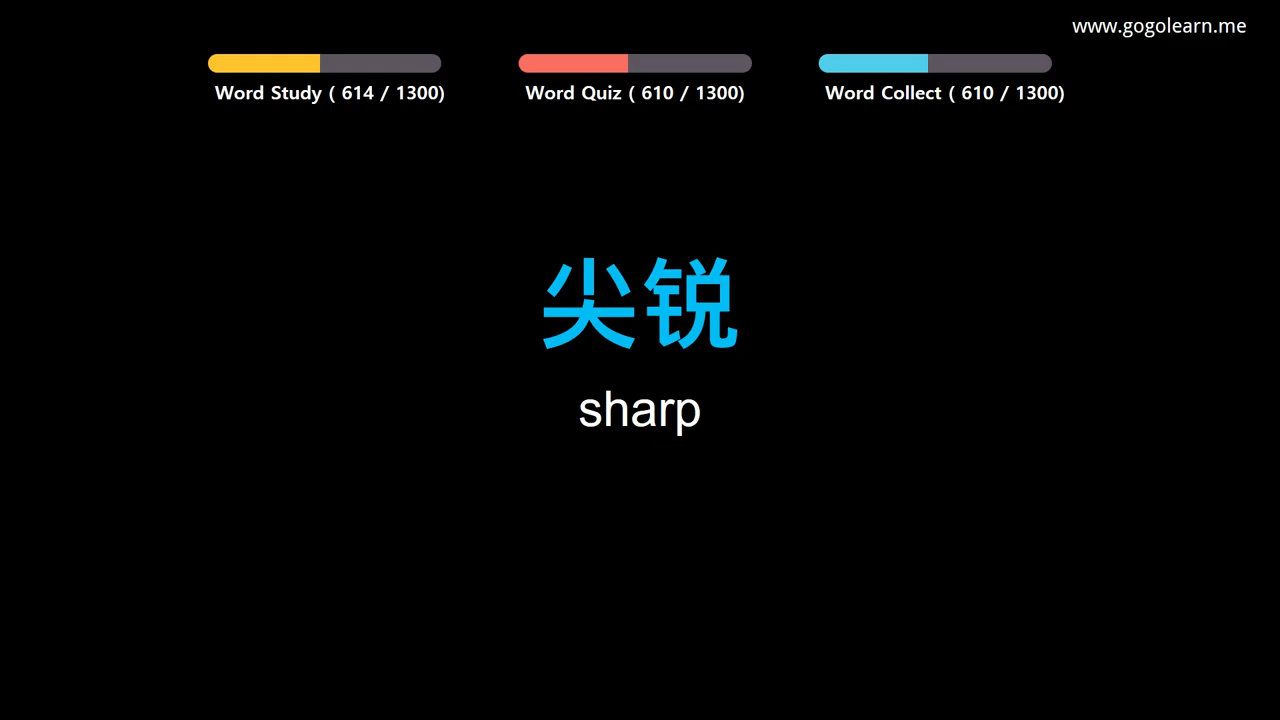 www.gogolearn.me
Word Study ( 614 / 1300)
Word Quiz ( 610 / 1300)
Word Collect ( 610 / 1300)
尖锐
sharp